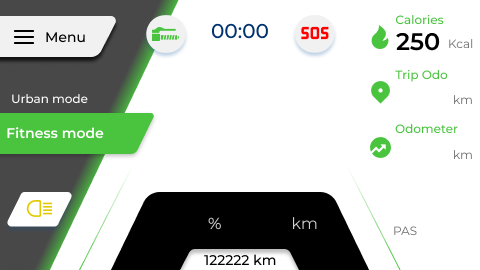 Menu
00:00
SOS
Calories
250 Kcal
Trip Odo
km
Odometer
km
Urban mode
Fitness mode
PAS
% km
122222 km